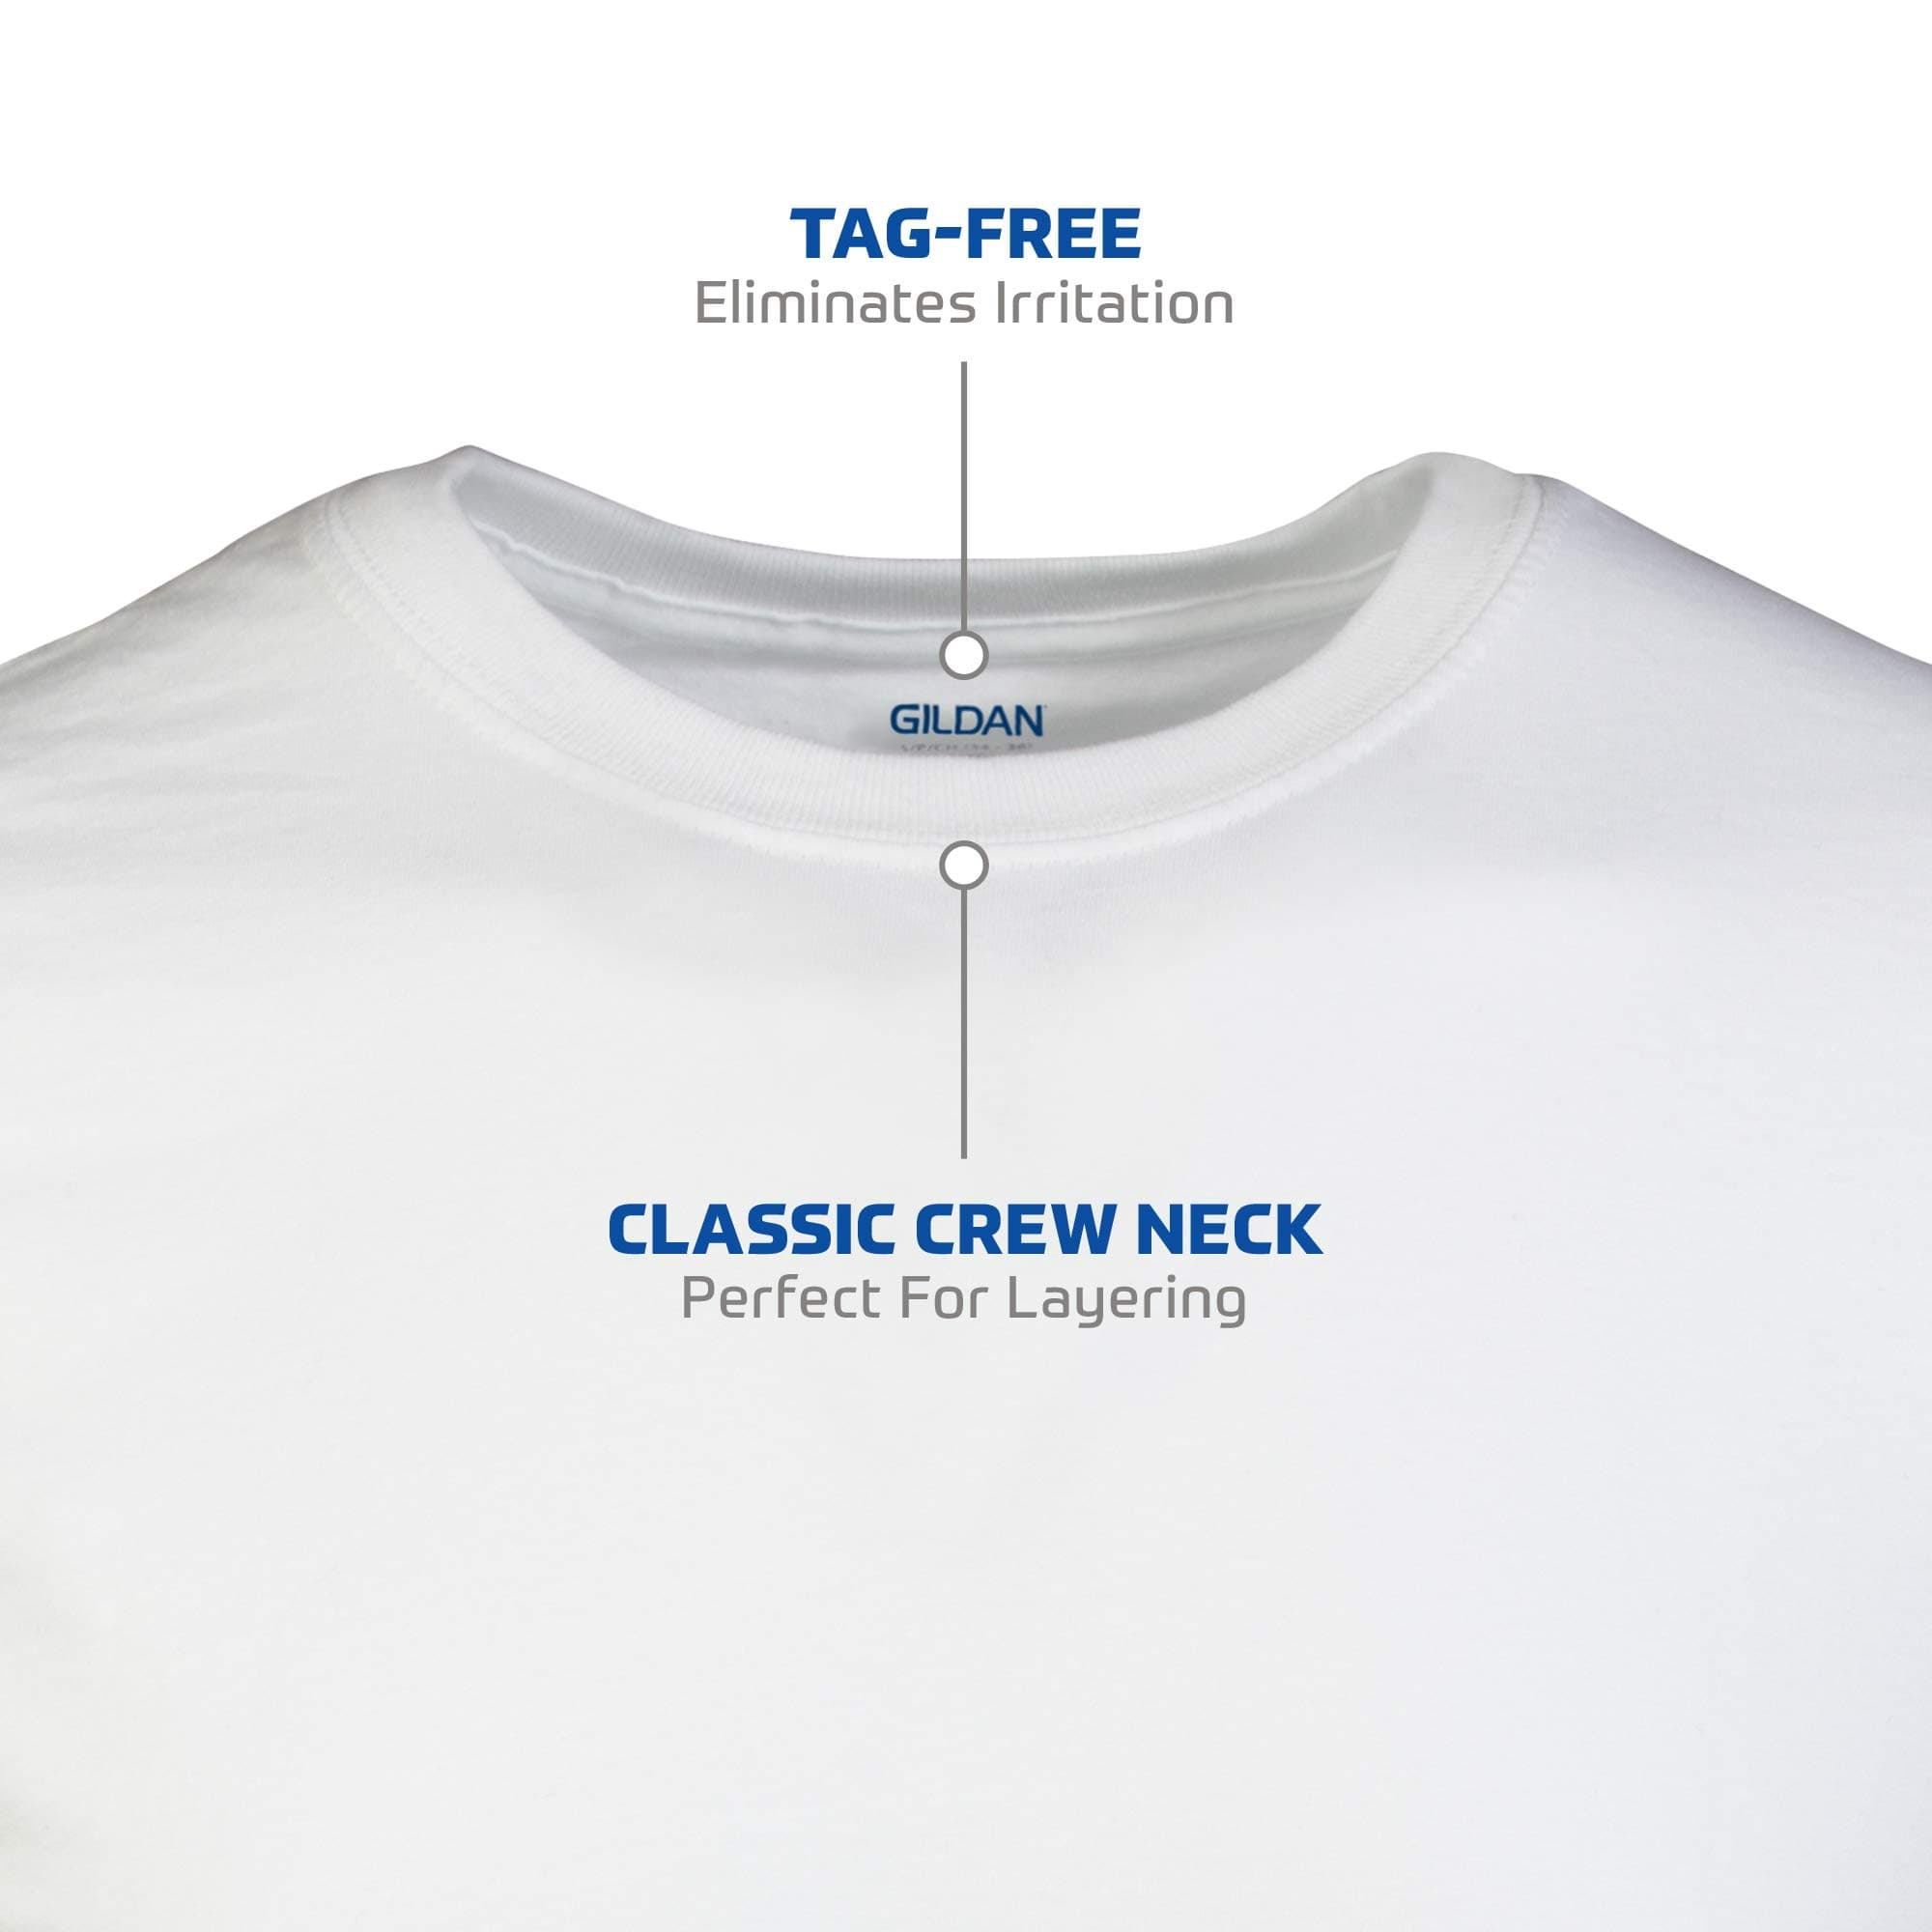 TAG-FREE
Eliminates Irritation
GILDAN
CLASSIC CREW NECK
Perfect For Layering